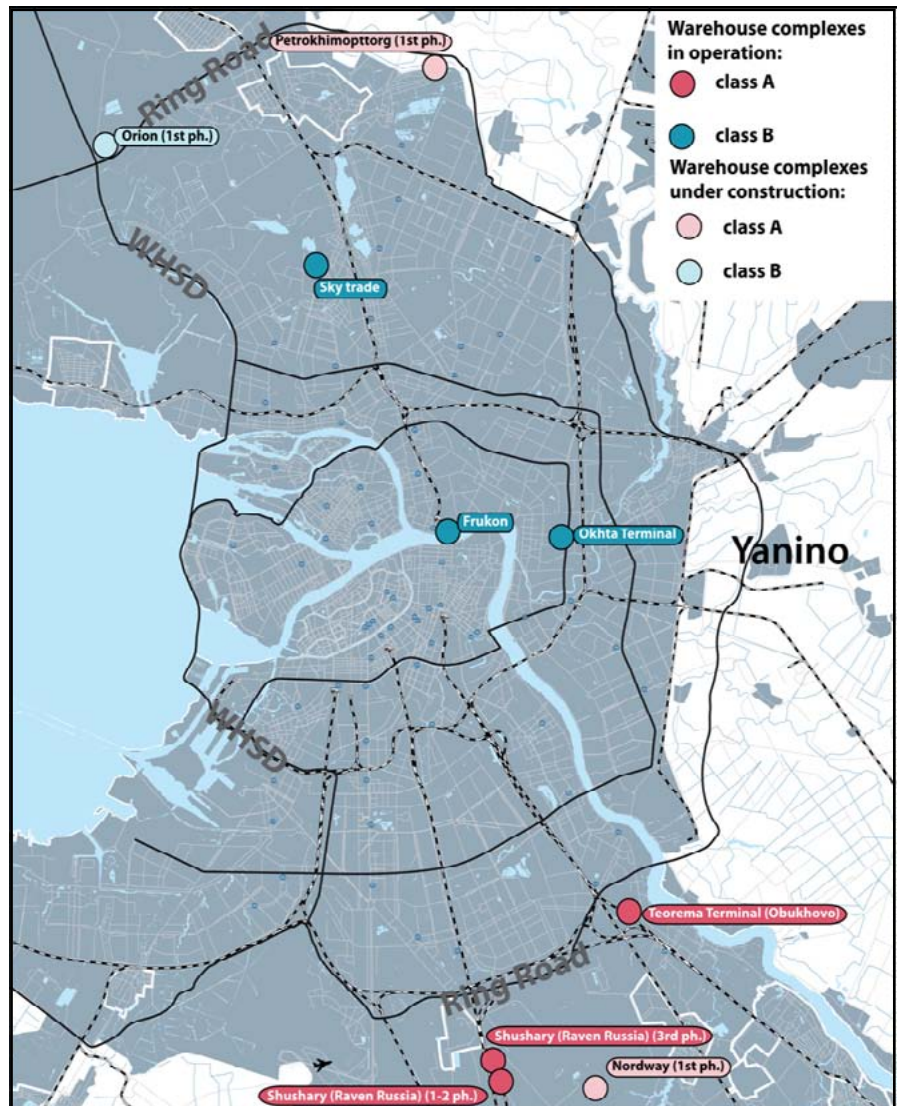 Petrokhimopttorg (1st ph.)
Ring Road
Orion (1st ph.)
WHSD
Sky trade
Warehouse complexes
in operation:
class A
class B
Warehouse complexes
under construction:
class A
class B
Frukon
Okhta Terminal
Yanino
WHSD
Teorema Terminal (Obukhovo)
Ring Road
Shushary (Raven Russia) (3rd ph.)
Nordway (1st ph.)
Shushary (Raven Russia) (1-2 ph.)